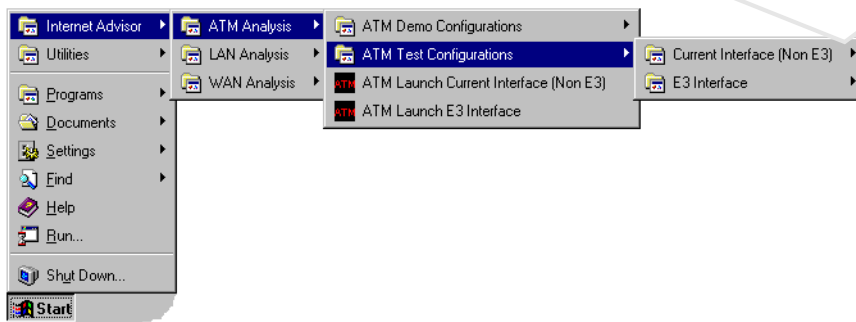 Internet Advisor
Utilities
Programs
Documents
Settings
Find
Help
Run...
Shut Down...
Start
ATM Analysis
LAN Analysis
WAN Analysis
ATM Demo Configurations
ATM Test Configurations
ATM ATM Launch Current Interface (Non E3)
ATM ATM Launch E3 Interface
Current Interface (Non E3)
E3 Interface